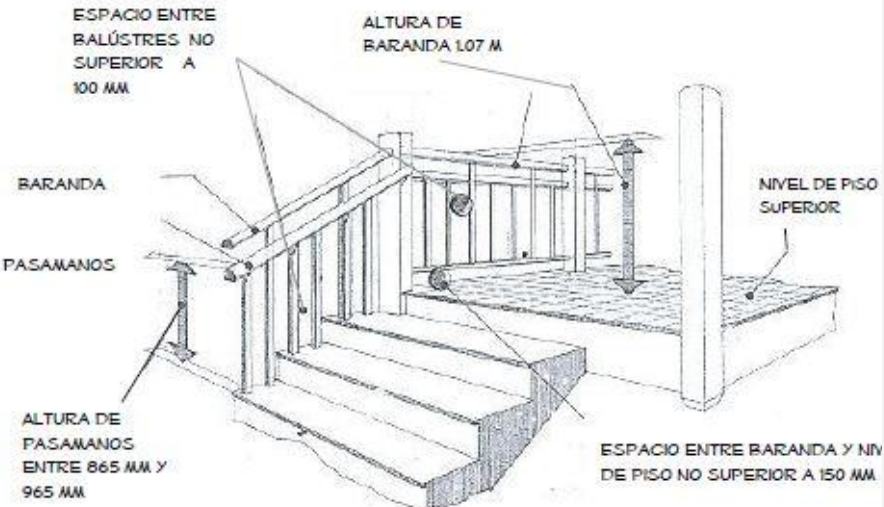 ESPACIO ENTRE
BALÚSTRES NO
SUPERIOR A
100 MM
ALTURA DE
BARANDA 1.07 M
BARANDA
PASAMANOS
NIVEL DE PISO
SUPERIOR
ALTURA DE
PASAMANOS
ENTRE 865 MM Y
965 MM
ESPACIO ENTRE BARANDA Y NIV
DE PISO NO SUPERIOR A 150 MM